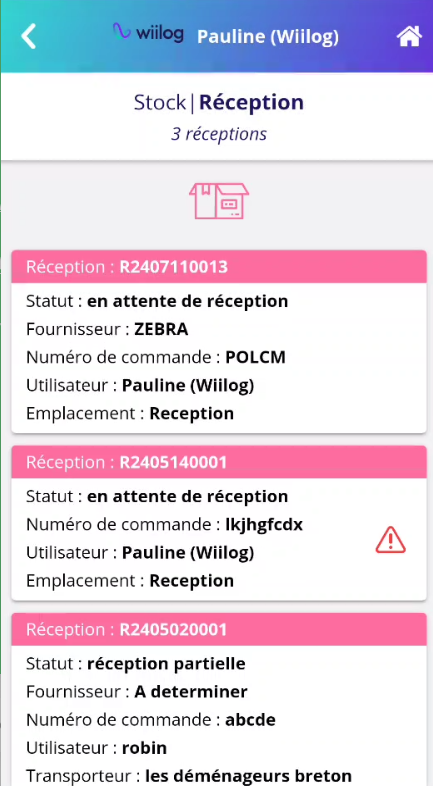 wiilog Pauline (Wiilog)
Stock|Réception
3 réceptions
Réception : R2407110013
Statut : en attente de réception
Fournisseur : ZEBRA
Numéro de commande : POLCM
Utilisateur : Pauline (Wiilog)
Emplacement : Reception
Réception : R2405140001
Statut : en attente de réception
Numéro de commande : lkjhgfcdx
Utilisateur : Pauline (Wiilog)
Emplacement : Reception
Réception : R2405020001
Statut : réception partielle
Fournisseur : A determiner
Numéro de commande : abcde
Utilisateur : robin
Transporteur : les déménageurs breton